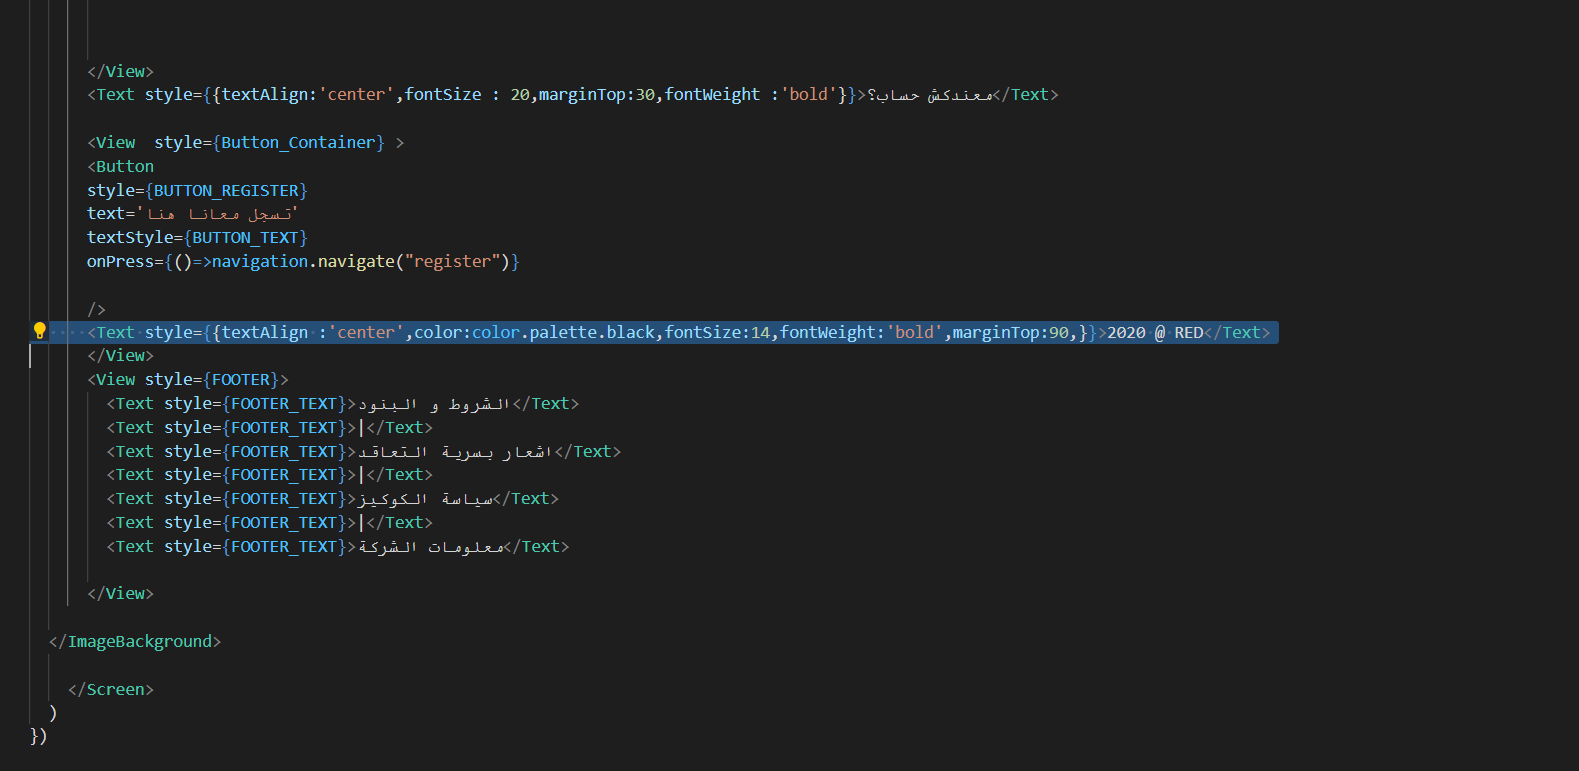 </View>
<Text style={{textAlign:'center',fontSize : 20,marginTop:30,fontWeight :'bold'}}>معندكش حساب؟</Text>
<View  style={Button_Container} >
<Button
style={BUTTON_REGISTER}
text='تسجل معانا هنا'
textStyle={BUTTON_TEXT}
onPress={()=>navigation.navigate("register")}
/>
<Text style={{textAlign :'center',color:color.palette.black,fontSize:14,fontWeight:'bold',marginTop:90,}}>2020 @ RED</Text>
</View>
<View style={FOOTER}>
<Text style={FOOTER_TEXT}>الشروط و البنود</Text>
<Text style={FOOTER_TEXT}>|</Text>
<Text style={FOOTER_TEXT}>اشعار بسرية التعاقد</Text>
<Text style={FOOTER_TEXT}>|</Text>
<Text style={FOOTER_TEXT}>سياسة الكوكيز</Text>
<Text style={FOOTER_TEXT}>|</Text>
<Text style={FOOTER_TEXT}>معلومات الشركة</Text>
</View>
</ImageBackground>
</Screen>
)
})